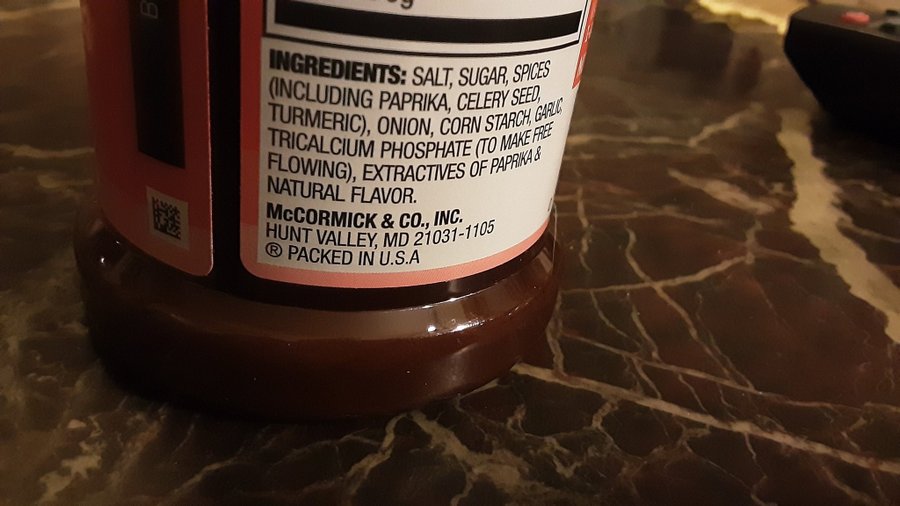 INGREDIENTS: SALT, SUGAR, SPICES
(INCLUDING PAPRIKA, CELERY SEED,
TURMERIC), ONION, CORN STARCH, GARLIC,
TRICALCIUM PHOSPHATE (TO MAKE FREE
FLOWING), EXTRACTIVES OF PAPRIKA &
NATURAL FLAVOR.
McCORMICK & CO., INC.
HUNT VALLEY, MD 21031-1105
® PACKED IN U.S.A